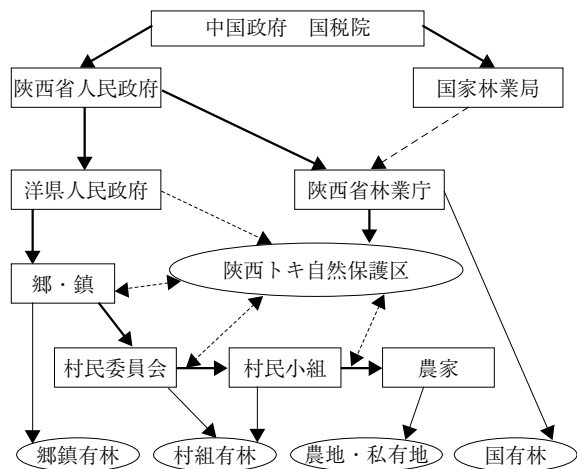 中国政府　国税院
陝西省人民政府
国家林業局
洋県人民政府
陝西省林業庁
陝西トキ自然保護区
郷・鎮
村民委員会
村民小組
農家
郷鎮有林
村組有林
農地・私有地
国有林